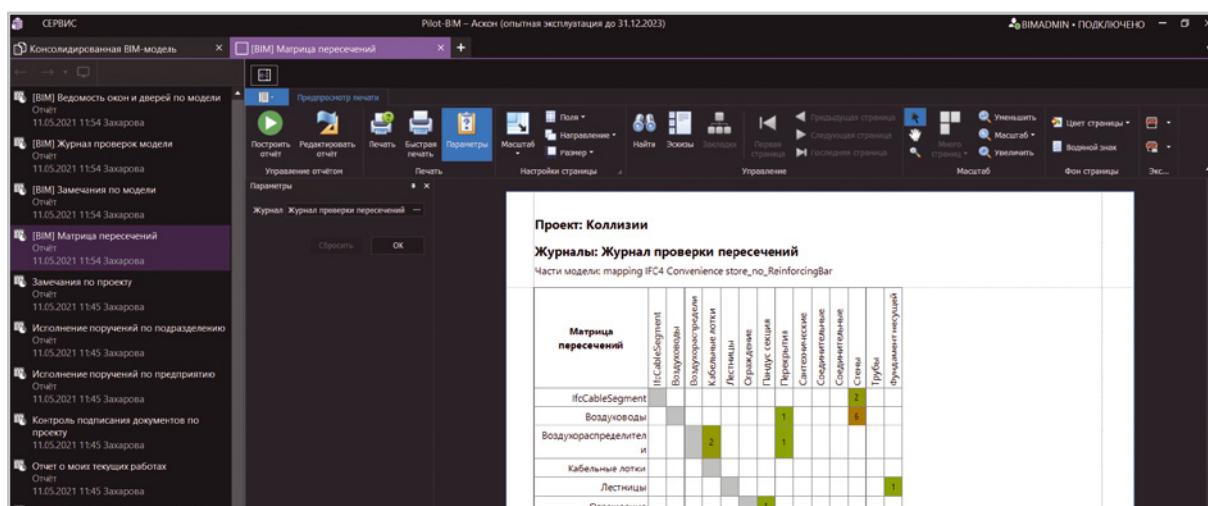 СЕРВИС
Pilot-BIM – Аскон (опытная эксплуатация до 31.12.2023)
BIMADMIN • ПОДКЛЮЧЕНО
Консолидированная BIM-модель
[BIM] Матрица пересечений
[BIM] Ведомость окон и дверей по модели
Отчёт
11.05.2021 11:54 Захарова
[BIM] Журнал проверок модели
Отчёт
11.05.2021 11:54 Захарова
[BIM] Замечания по модели
Отчёт
11.05.2021 11:54 Захарова
[BIM] Матрица пересечений
Отчёт
11.05.2021 11:54 Захарова
Замечания по проекту
Отчёт
11.05.2021 11:45 Захарова
Исполнение поручений по подразделению
Отчёт
11.05.2021 11:45 Захарова
Исполнение поручений по предприятию
Отчёт
11.05.2021 11:45 Захарова
Контроль подписания документов по
проекту
11.05.2021 11:45 Захарова
Отчет о моих текущих работах
Отчёт
11.05.2021 11:45 Захарова
Предпросмотр печати
Построить отчёт
Редактировать отчёт
Управление отчётом
Печать
Быстрая печать
Параметры
Печать
Масштаб
Поля
Направление
Размер
Настройки страницы
Найти
Эскизы
Закладки
Первая страница
Предыдущая страница
Следующая страница
Последняя страница
Управление
Много страниц
Уменьшить
Масштаб
Увеличить
Масштаб
Цвет страницы
Водяной знак
Фон страницы
Экс...
Параметры
Журнал Журнал проверки пересечений
Сбросить
ОК
Проект: Коллизии
Журналы: Журнал проверки пересечений
Части модели: mapping IFC4 Convenience store_no_ReinforcingBar
Матрица
пересечений
IfcCableSegment
Воздуховоды
Воздухораспредели
Кабельные лотки
Лестницы
Ограждение
Пандус секция
Перекрытия
Сантехнические
Соединительные
Соединительные
Стены
Трубы
Фундамент несущей
IfcCableSegment 2
Воздуховоды 1 6
Воздухораспределител
и 2 1
Кабельные лотки
Лестницы 1
Ограждение 1